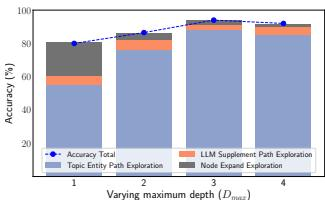 100
80
60
40
20
Accuracy (%)
Accuracy Total
Topic Entity Path Exploration
LLM Supplement Path Exploration
Node Expand Exploration
1 2 3 4
Varying maximum depth (D_max)